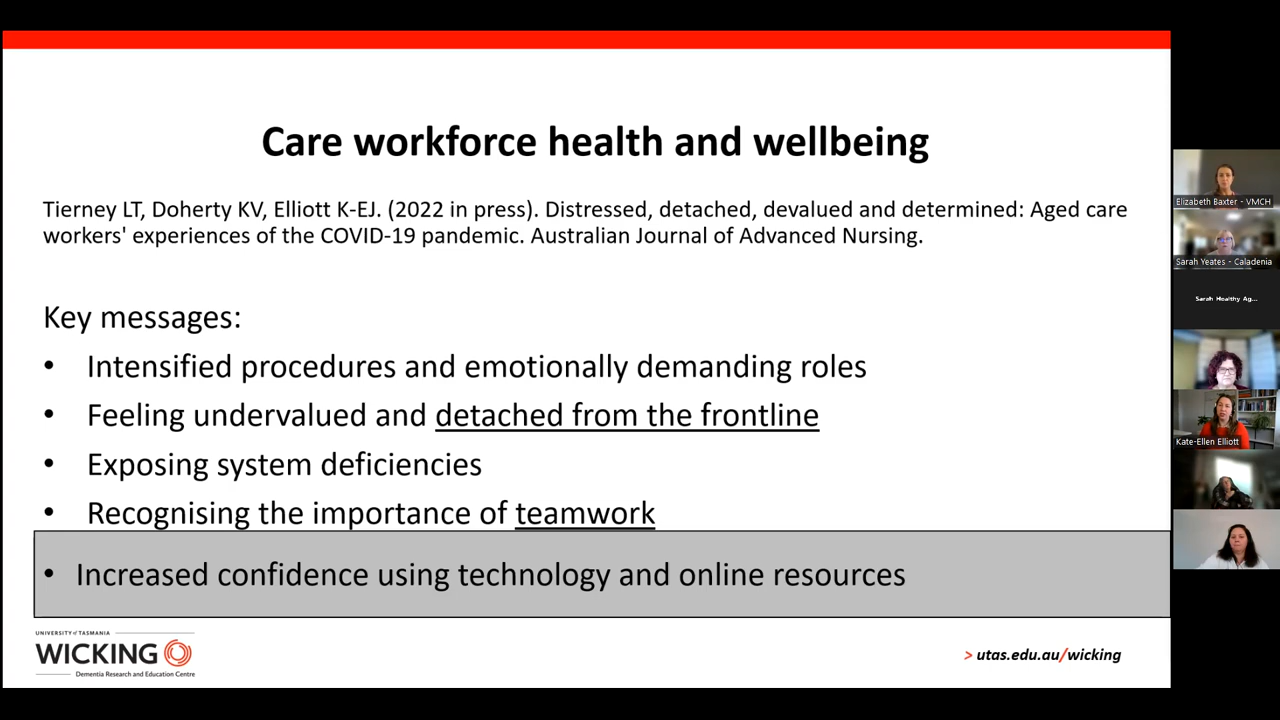 Care workforce health and wellbeing
Tierney LT, Doherty KV, Elliott K-EJ. (2022 in press). Distressed, detached, devalued and determined: Aged care
workers' experiences of the COVID-19 pandemic. Australian Journal of Advanced Nursing.
Key messages:
• Intensified procedures and emotionally demanding roles
• Feeling undervalued and detached from the frontline
• Exposing system deficiencies
• Recognising the importance of teamwork
• Increased confidence using technology and online resources
UNIVERSITY of TASMANIA
WICKING
Dementia Research and Education Centre
> utas.edu.au/wicking
Elizabeth Baxter - VMCH
Sarah Yeates - Caladenia
Sarah Healthy Ag...
Kate-Ellen Elliott